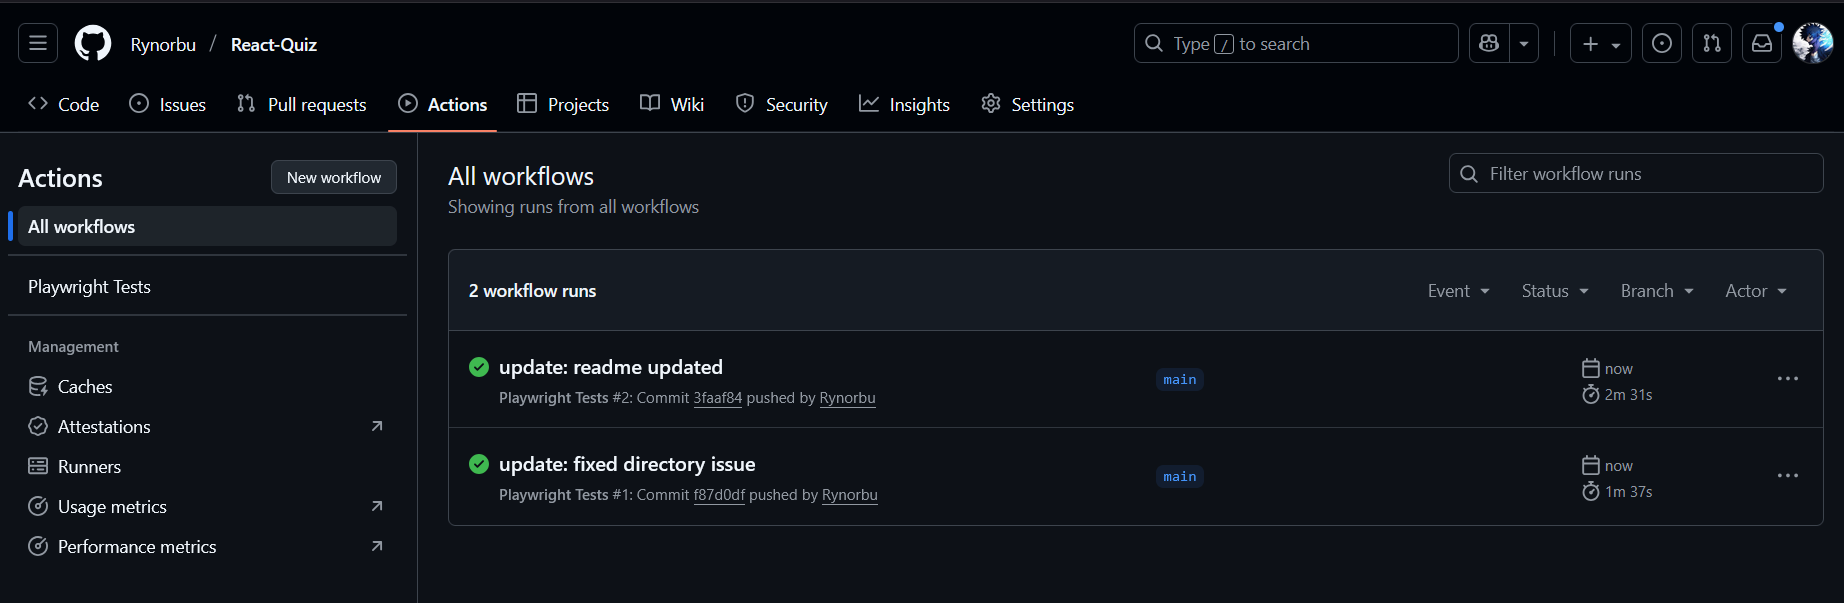 Rynorbu / React-Quiz
Type / to search
Code Issues Pull requests Actions Projects Wiki Security Insights Settings
Actions
New workflow
All workflows
Playwright Tests
Management
Caches
Attestations
Runners
Usage metrics
Performance metrics
All workflows
Showing runs from all workflows
Filter workflow runs
2 workflow runs
Event Status Branch Actor
update: readme updated
Playwright Tests #2: Commit 3faaf84 pushed by Rynorbu
main
now
2m 31s
update: fixed directory issue
Playwright Tests #1: Commit f87d0df pushed by Rynorbu
main
now
1m 37s